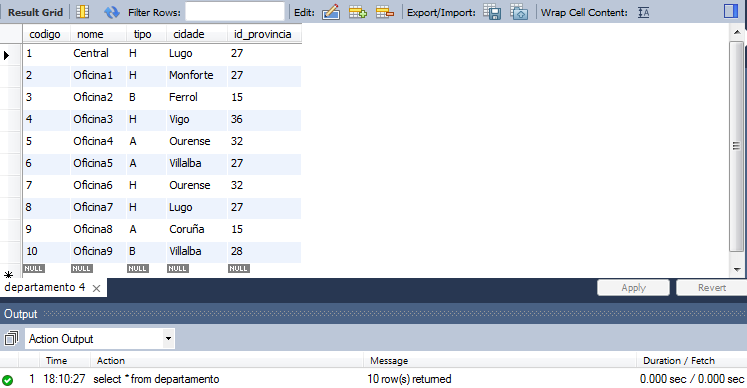 Result Grid Filter Rows: Edit: Export/Import: Wrap Cell Content:
codigo nome tipo cidade id_provincia
1 Central H Lugo 27
2 Oficina1 H Monforte 27
3 Oficina2 B Ferrol 15
4 Oficina3 H Vigo 36
5 Oficina4 A Ourense 32
6 Oficina5 A Villalba 27
7 Oficina6 H Ourense 32
8 Oficina7 H Lugo 27
9 Oficina8 A Coruña 15
10 Oficina9 B Villalba 28
NULL NULL NULL NULL NULL
departamento 4 Apply Revert
Output
Action Output
Time Action Message Duration / Fetch
1 18:10:27 select * from departamento 10 row(s) returned 0.000 sec / 0.000 sec